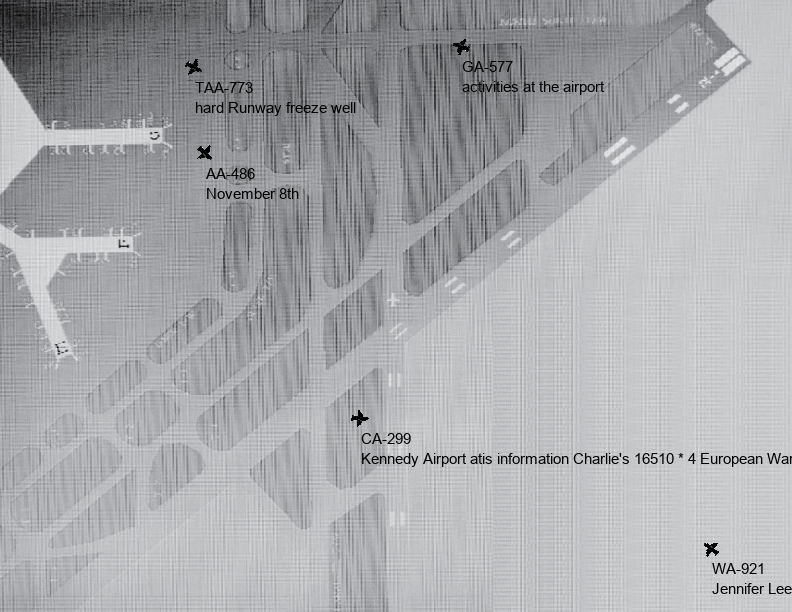 GA-577
activities at the airport
TAA-773
hard Runway freeze well
AA-486
November 8th
CA-299
Kennedy Airport atis information Charlie's 16510 * 4 European War
WA-921
Jennifer Lee